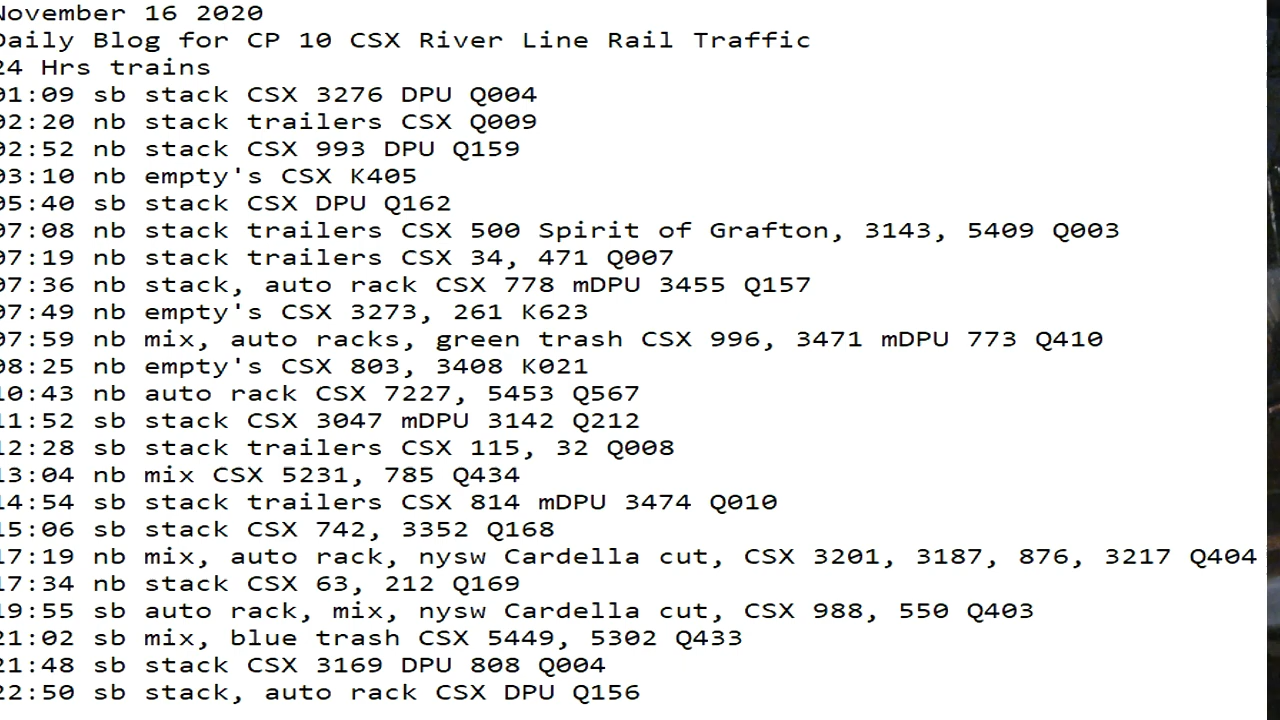 November 16 2020
Daily Blog for CP 10 CSX River Line Rail Traffic
24 Hrs trains
01:09 sb stack CSX 3276 DPU Q004
02:20 nb stack trailers CSX Q009
02:52 nb stack CSX 993 DPU Q159
03:10 nb empty's CSX K405
05:40 sb stack CSX DPU Q162
07:08 nb stack trailers CSX 500 Spirit of Grafton, 3143, 5409 Q003
07:19 nb stack trailers CSX 34, 471 Q007
07:36 nb stack, auto rack CSX 778 mDPU 3455 Q157
07:49 nb empty's CSX 3273, 261 K623
07:59 nb mix, auto racks, green trash CSX 996, 3471 mDPU 773 Q410
08:25 nb empty's CSX 803, 3408 K021
10:43 nb auto rack CSX 7227, 5453 Q567
11:52 sb stack CSX 3047 mDPU 3142 Q212
12:28 sb stack trailers CSX 115, 32 Q008
13:04 nb mix CSX 5231, 785 Q434
14:54 sb stack trailers CSX 814 mDPU 3474 Q010
15:06 sb stack CSX 742, 3352 Q168
17:19 nb mix, auto rack, nysw Cardella cut, CSX 3201, 3187, 876, 3217 Q404
17:34 nb stack CSX 63, 212 Q169
19:55 sb auto rack, mix, nysw Cardella cut, CSX 988, 550 Q403
21:02 sb mix, blue trash CSX 5449, 5302 Q433
21:48 sb stack CSX 3169 DPU 808 Q004
22:50 sb stack, auto rack CSX DPU Q156